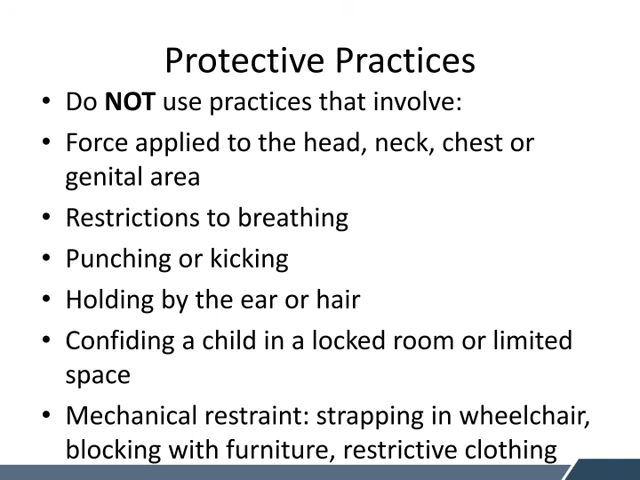 Protective Practices
• Do NOT use practices that involve:
• Force applied to the head, neck, chest or
genital area
• Restrictions to breathing
• Punching or kicking
• Holding by the ear or hair
• Confiding a child in a locked room or limited
space
• Mechanical restraint: strapping in wheelchair,
blocking with furniture, restrictive clothing